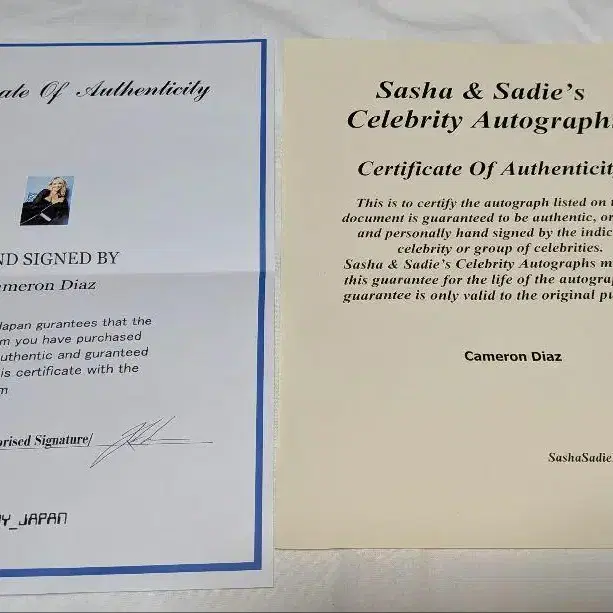 ate Of Authenticity
ND SIGNED BY
ameron Diaz
Japan gurantees that the
m you have purchased
uthentic and guranteed
is certificate with the
m
orised Signature/
Y_JAPAN
Sasha & Sadie's
Celebrity Autograph
Certificate Of Authenticity
This is to certify the autograph listed on
document is guaranteed to be authentic, or
and personally hand signed by the indic
celebrity or group of celebrities.
Sasha & Sadie's Celebrity Autographs m
this guarantee for the life of the autogra
guarantee is only valid to the original pu
Cameron Diaz
SashaSadie